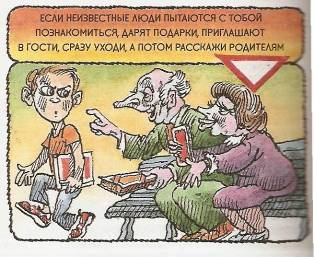 ЕСЛИ НЕИЗВЕСТНЫЕ ЛЮДИ ПЫТАЮТСЯ С ТОБОЙ
ПОЗНАКОМИТЬСЯ, ДАРЯТ ПОДАРКИ, ПРИГЛАШАЮТ
В ГОСТИ, СРАЗУ УХОДИ, А ПОТОМ РАССКАЖИ РОДИТЕЛЯМ